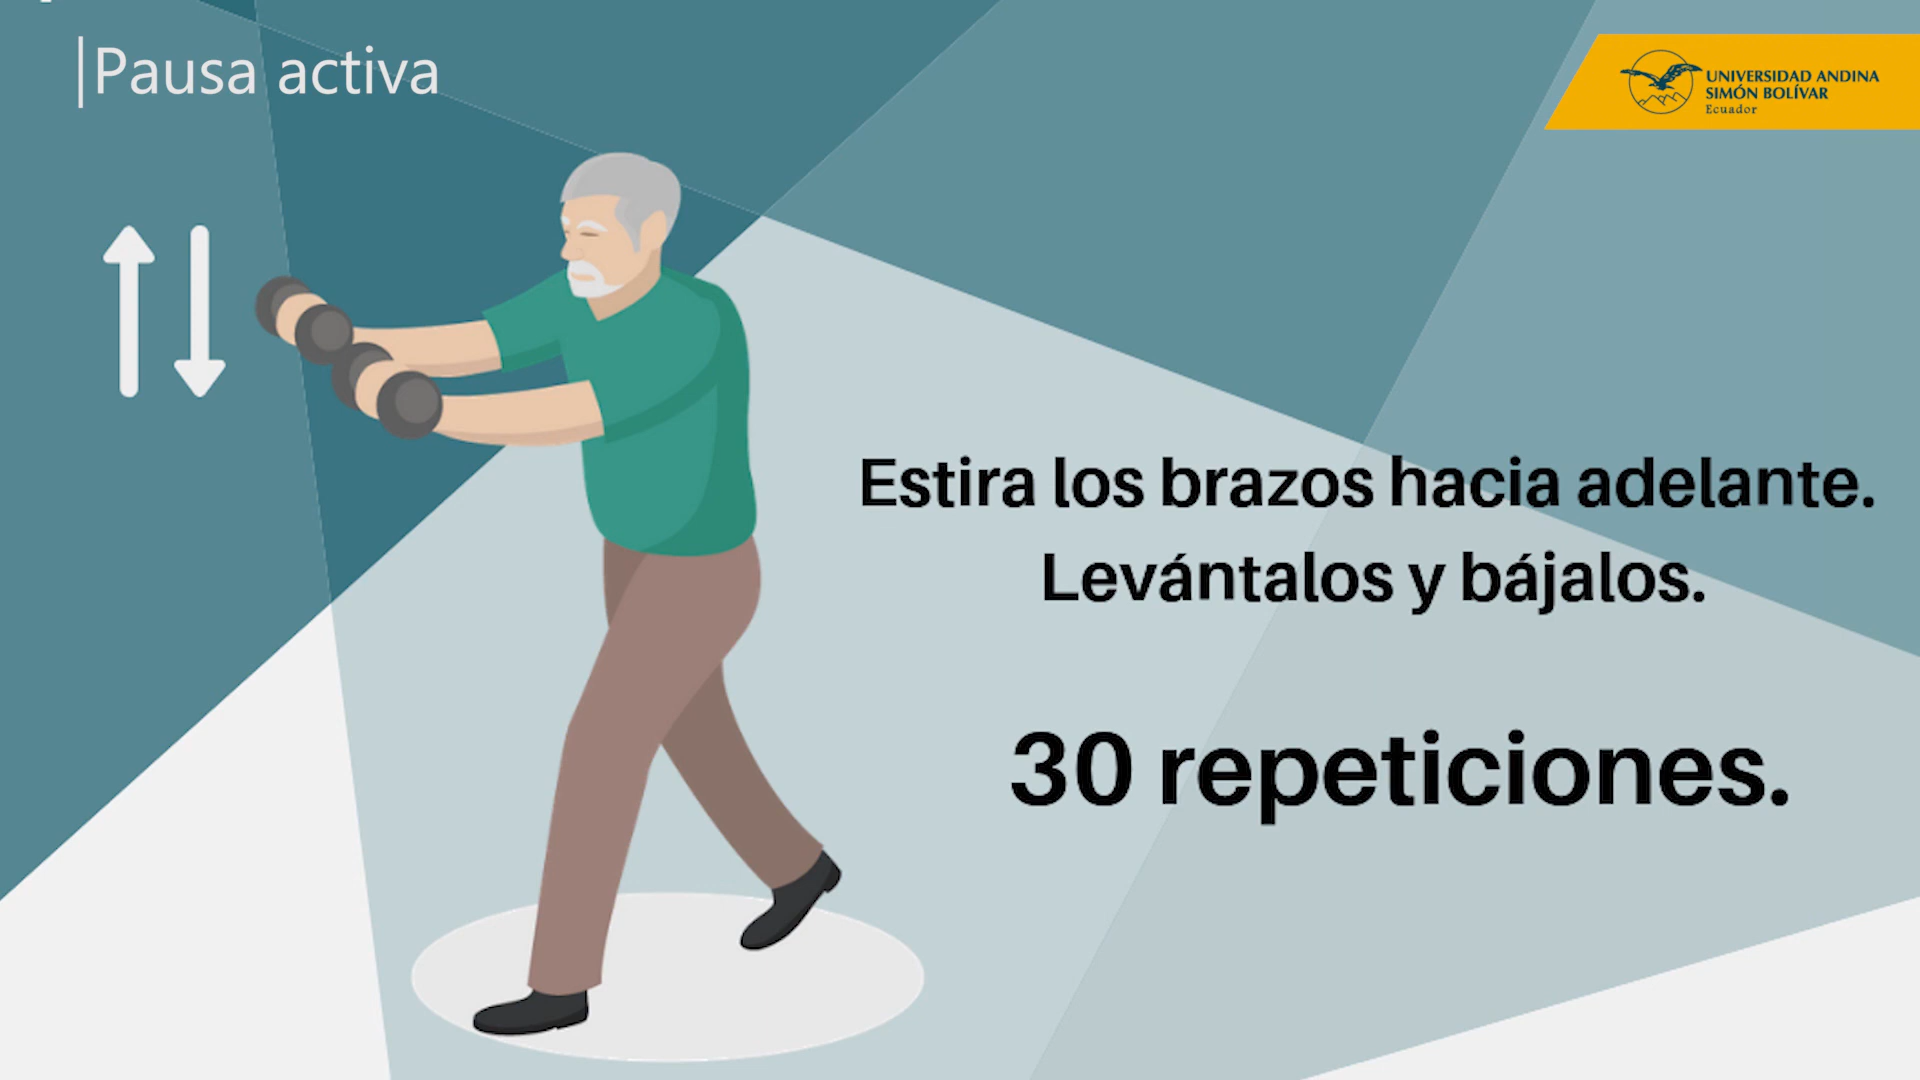 Pausa activa
UNIVERSIDAD ANDINA
SIMÓN BOLÍVAR
Ecuador
Estira los brazos hacia adelante.
Levántalos y bájalos.
30 repeticiones.